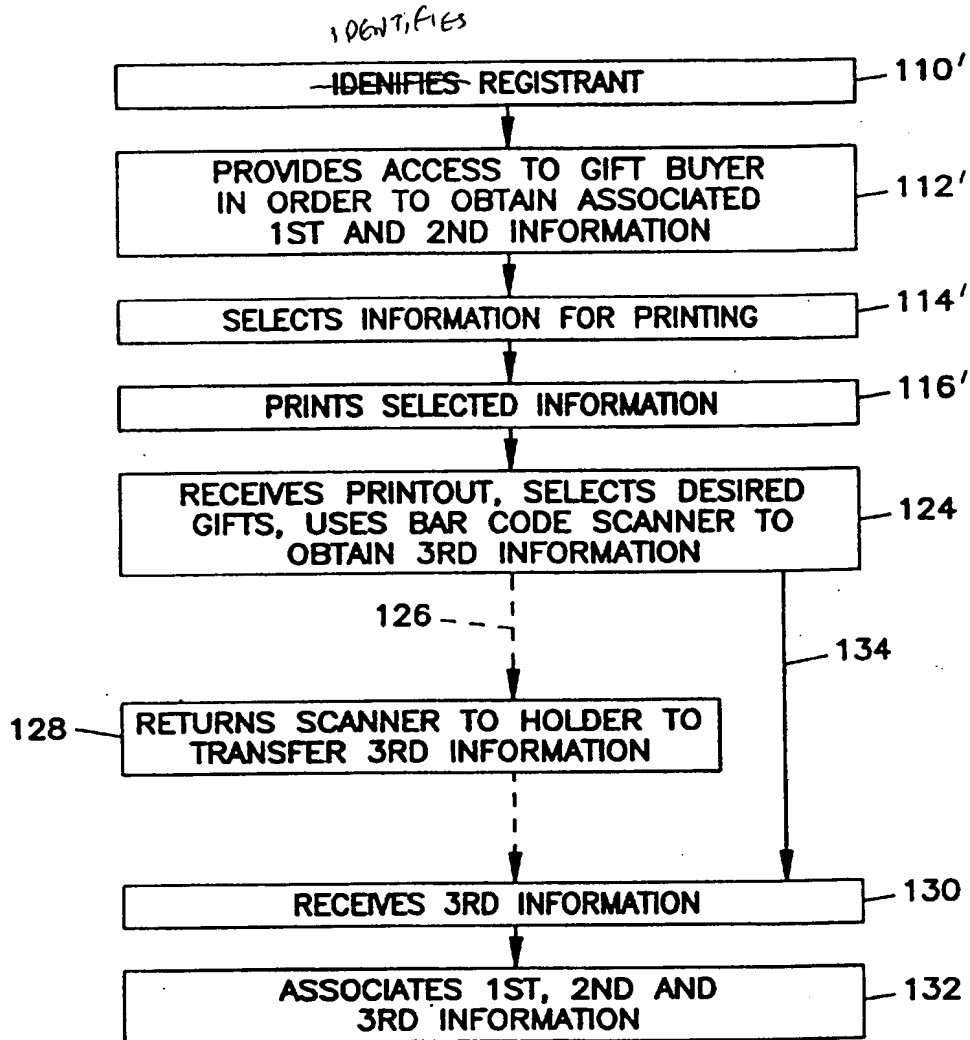 IDENTIFIES
IDENIFIES REGISTRANT
110'
PROVIDES ACCESS TO GIFT BUYER
IN ORDER TO OBTAIN ASSOCIATED
1ST AND 2ND INFORMATION
112'
SELECTS INFORMATION FOR PRINTING
114'
PRINTS SELECTED INFORMATION
116'
RECEIVES PRINTOUT, SELECTS DESIRED
GIFTS, USES BAR CODE SCANNER TO
OBTAIN 3RD INFORMATION
124
126
134
128
RETURNS SCANNER TO HOLDER TO
TRANSFER 3RD INFORMATION
RECEIVES 3RD INFORMATION
130
ASSOCIATES 1ST, 2ND AND
3RD INFORMATION
132